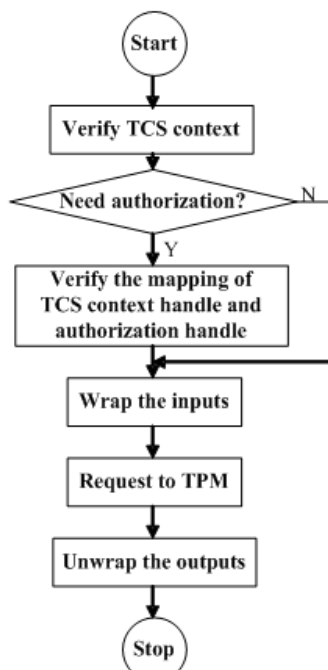 Start
Verify TCS context
Need authorization?
N
Y
Verify the mapping of
TCS context handle and
authorization handle
Wrap the inputs
Request to TPM
Unwrap the outputs
Stop